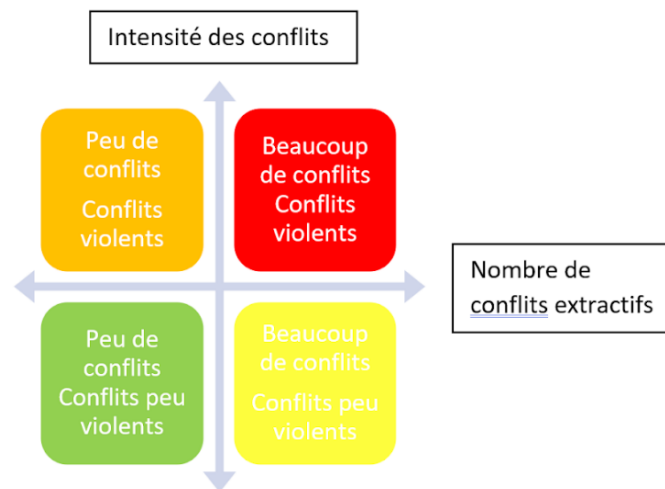 Intensité des conflits
Peu de
conflits
Conflits
violents
Beaucoup
de conflits
Conflits
violents
Nombre de
conflits extractifs
Peu de
conflits
Conflits peu
violents
Beaucoup
de conflits
Conflits peu
violents